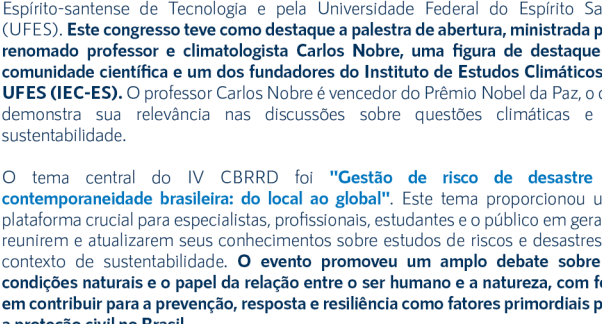 Espírito-santense de Tecnologia e pela Universidade Federal do Espírito
(UFES). Este congresso teve como destaque a palestra de abertura, ministrada
renomado professor e climatologista Carlos Nobre, uma figura de destaque
comunidade científica e um dos fundadores do Instituto de Estudos Climáticos
UFES (IEC-ES). O professor Carlos Nobre é vencedor do Prêmio Nobel da Paz, o
demonstra sua relevância nas discussões sobre questões climáticas e
sustentabilidade.
O tema central do IV CBRRD foi "Gestão de risco de desastre
contemporaneidade brasileira: do local ao global". Este tema proporcionou
plataforma crucial para especialistas, profissionais, estudantes e o público em
reunirem e atualizarem seus conhecimentos sobre estudos de riscos e desastres
contexto de sustentabilidade. O evento promoveu um amplo debate sobre
condições naturais e o papel da relação entre o ser humano e a natureza, com
em contribuir para a prevenção, resposta e resiliência como fatores primordiais
a proteção civil no Brasil